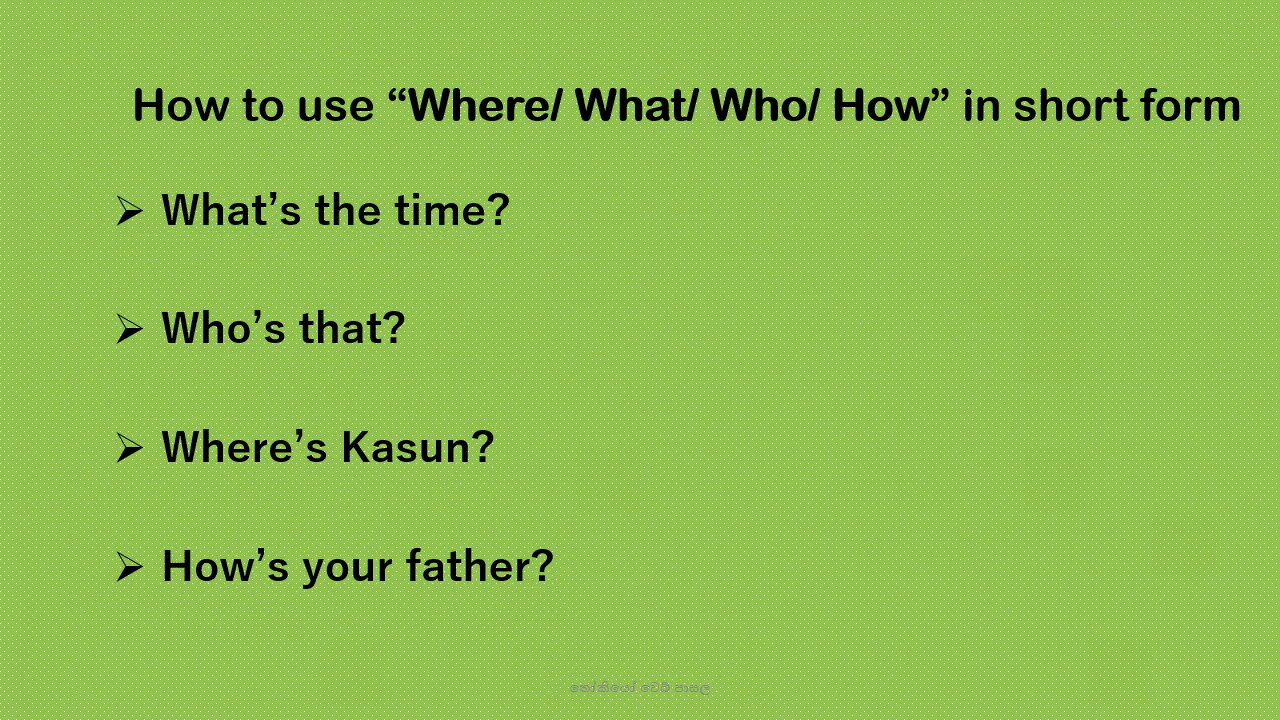 How to use “Where/ What/ Who/ How” in short form
➢ What’s the time?
➢ Who’s that?
➢ Where’s Kasun?
➢ How’s your father?
තෝකියෝ වෙබ් පාසල